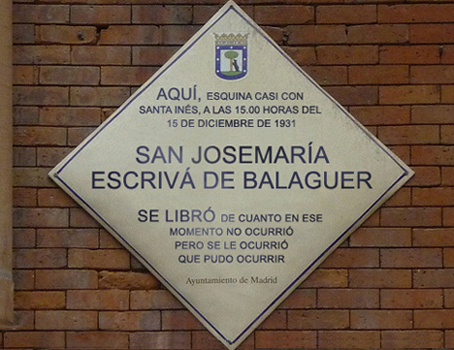 AQUÍ, ESQUINA CASI CON
SANTA INÉS, A LAS 15.00 HORAS DEL
15 DE DICIEMBRE DE 1931
SAN JOSEMARÍA
ESCRIVÁ DE BALAGUER
SE LIBRÓ DE CUANTO EN ESE
MOMENTO NO OCURRIÓ
PERO SE LE OCURRIÓ
QUE PUDO OCURRIR
Ayuntamiento de Madrid